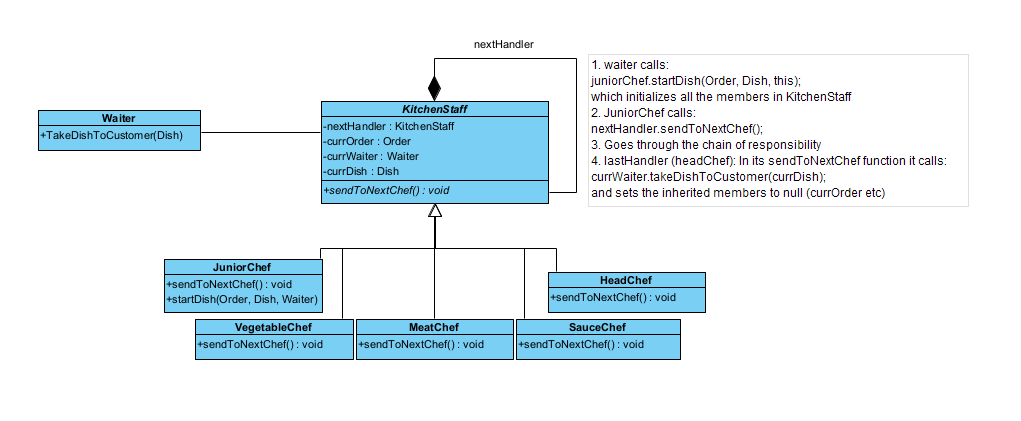 nextHandler
1. waiter calls:
juniorChef.startDish(Order, Dish, this);
which initializes all the members in KitchenStaff
2. JuniorChef calls:
nextHandler.sendToNextChef();
3. Goes through the chain of responsibility
4. lastHandler (headChef): In its sendToNextChef function it calls:
currWaiter.takeDishToCustomer(currDish);
and sets the inherited members to null (currOrder etc)
Waiter
+TakeDishToCustomer(Dish)
KitchenStaff
-nextHandler : KitchenStaff
-currOrder : Order
-currWaiter : Waiter
-currDish : Dish
+sendToNextChef() : void
JuniorChef
+sendToNextChef() : void
+startDish(Order, Dish, Waiter)
HeadChef
+sendToNextChef() : void
VegetableChef
+sendToNextChef() : void
MeatChef
+sendToNextChef() : void
SauceChef
+sendToNextChef() : void